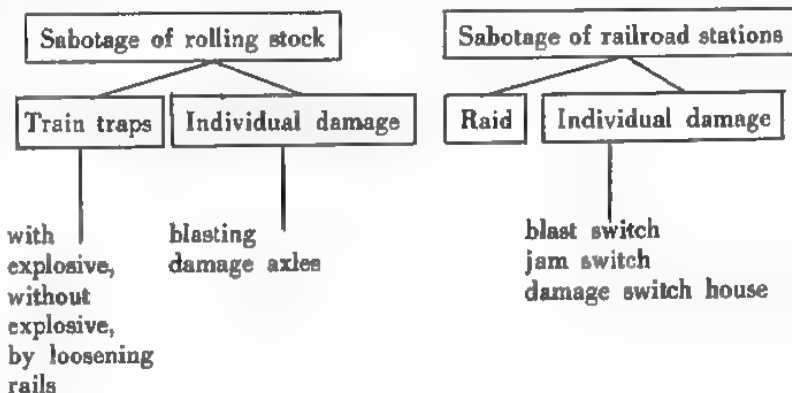 Sabotage of rolling stock
Train traps
Individual damage
with
explosive,
without
explosive,
by loosening
rails
blasting
damage axles
Sabotage of railroad stations
Raid
Individual damage
blast switch
jam switch
damage switch house